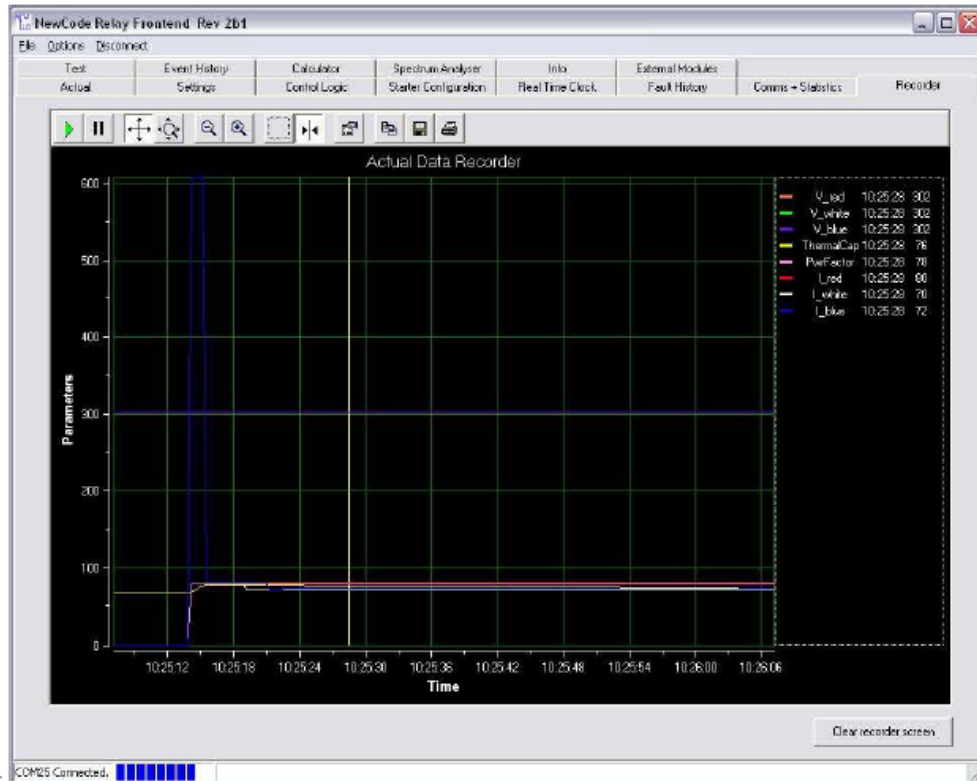 NewCode Relay Frontend Rev 2b1
File Options Disconnect
Test Event History Calculator Spectrum Analyser Info External Modules
Actual Settings Control Logic Starter Configuration Real Time Clock Fault History Comms + Statistics Recorder
Actual Data Recorder
V_red 10:25:28 302
V_white 10:25:28 302
V_blue 10:25:28 302
ThermalCap 10:25:28 76
PwrFactor 10:25:28 78
I_red 10:25:28 80
I_white 10:25:28 70
I_blue 10:25:28 72
600
500
400
300
200
100
0
Parameters
10:25:12 10:25:18 10:25:24 10:25:30 10:25:36 10:25:42 10:25:48 10:25:54 10:26:00 10:26:06
Time
Clear recorder screen
COM25 Connected.